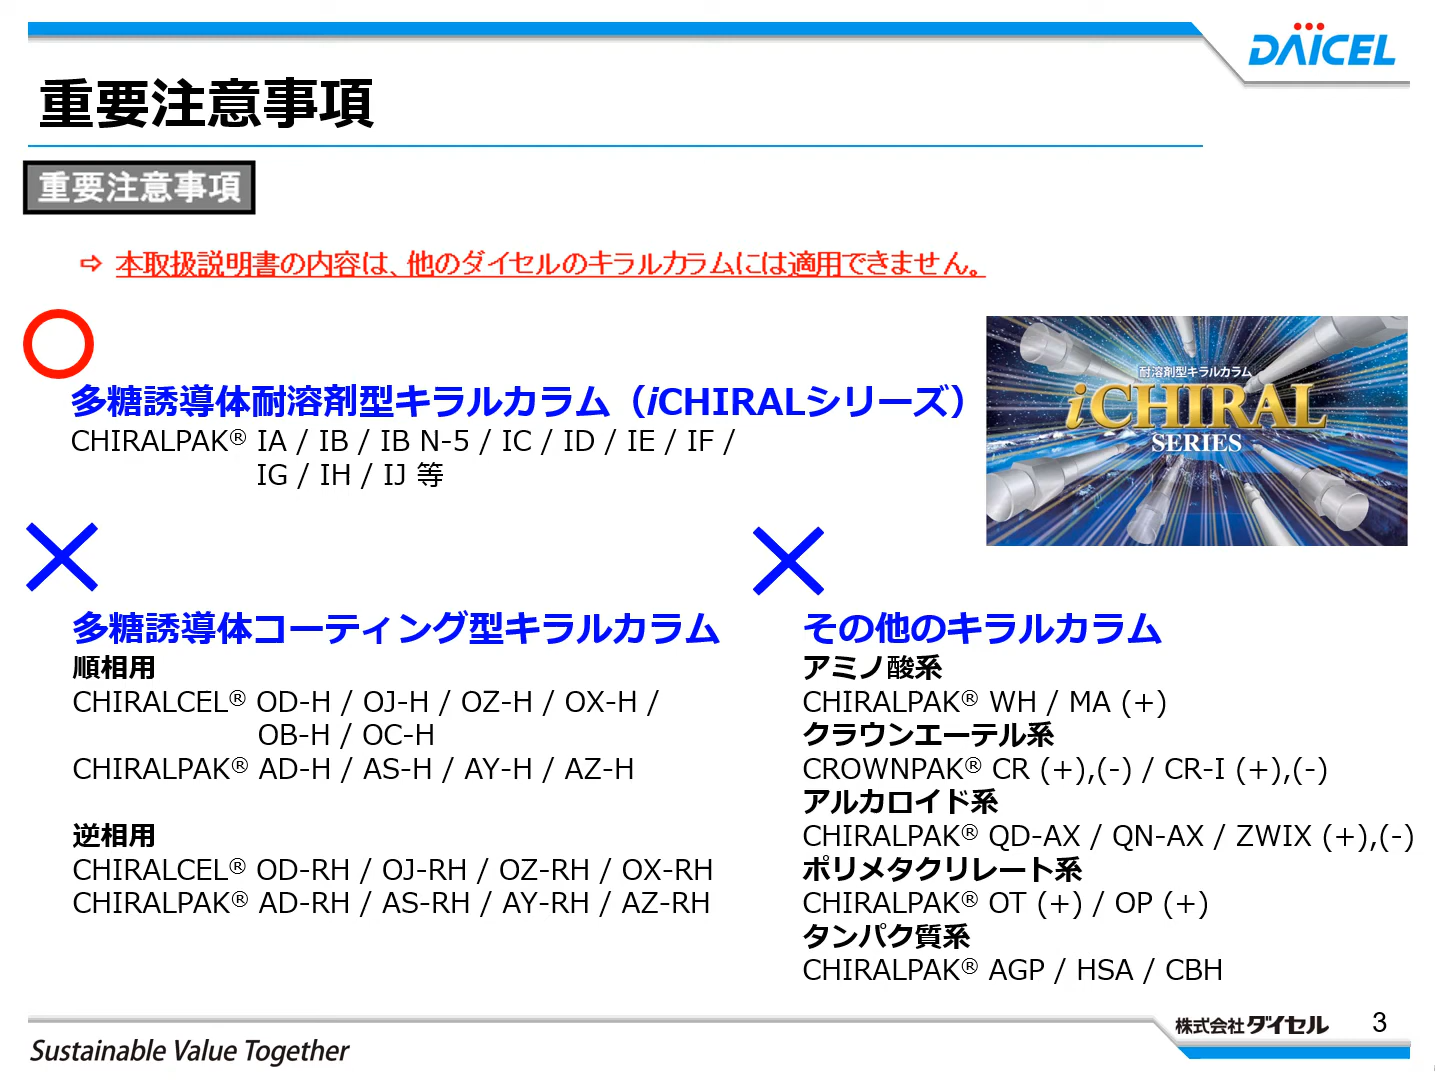 DAICEL
重要注意事項
重要注意事項
⇨ 本取扱説明書の内容は、他のダイセルのキラルカラムには適用できません。
多糖誘導体耐溶剤型キラルカラム（iCHIRALシリーズ）
CHIRALPAK® IA / IB / IB N-5 / IC / ID / IE / IF /
IG / IH / IJ 等
耐溶剤型キラルカラム
iCHIRAL
SERIES
多糖誘導体コーティング型キラルカラム
順相用
CHIRALCEL® OD-H / OJ-H / OZ-H / OX-H /
OB-H / OC-H
CHIRALPAK® AD-H / AS-H / AY-H / AZ-H
逆相用
CHIRALCEL® OD-RH / OJ-RH / OZ-RH / OX-RH
CHIRALPAK® AD-RH / AS-RH / AY-RH / AZ-RH
その他のキラルカラム
アミノ酸系
CHIRALPAK® WH / MA (+)
クラウンエーテル系
CROWNPAK® CR (+),(-) / CR-I (+),(-)
アルカロイド系
CHIRALPAK® QD-AX / QN-AX / ZWIX (+),(-)
ポリメタクリレート系
CHIRALPAK® OT (+) / OP (+)
タンパク質系
CHIRALPAK® AGP / HSA / CBH
Sustainable Value Together
株式会社ダイセル
3